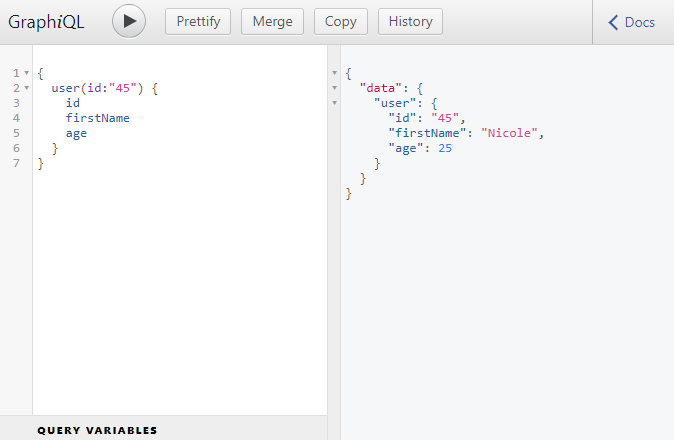 GraphiQL Prettify Merge Copy History Docs
1 {
2 user(id:"45") {
3 id
4 firstName
5 age
6 }
7 }
{
"data": {
"user": {
"id": "45",
"firstName": "Nicole",
"age": 25
}
}
}
QUERY VARIABLES